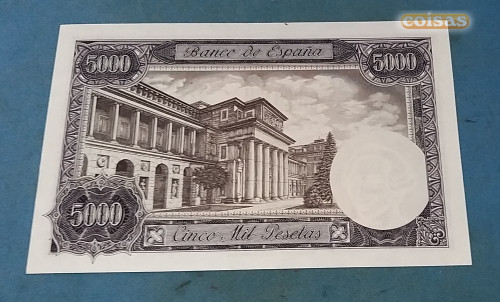 coisas
Banco de España
5000
5000
5000
Cinco Mil Pesetas